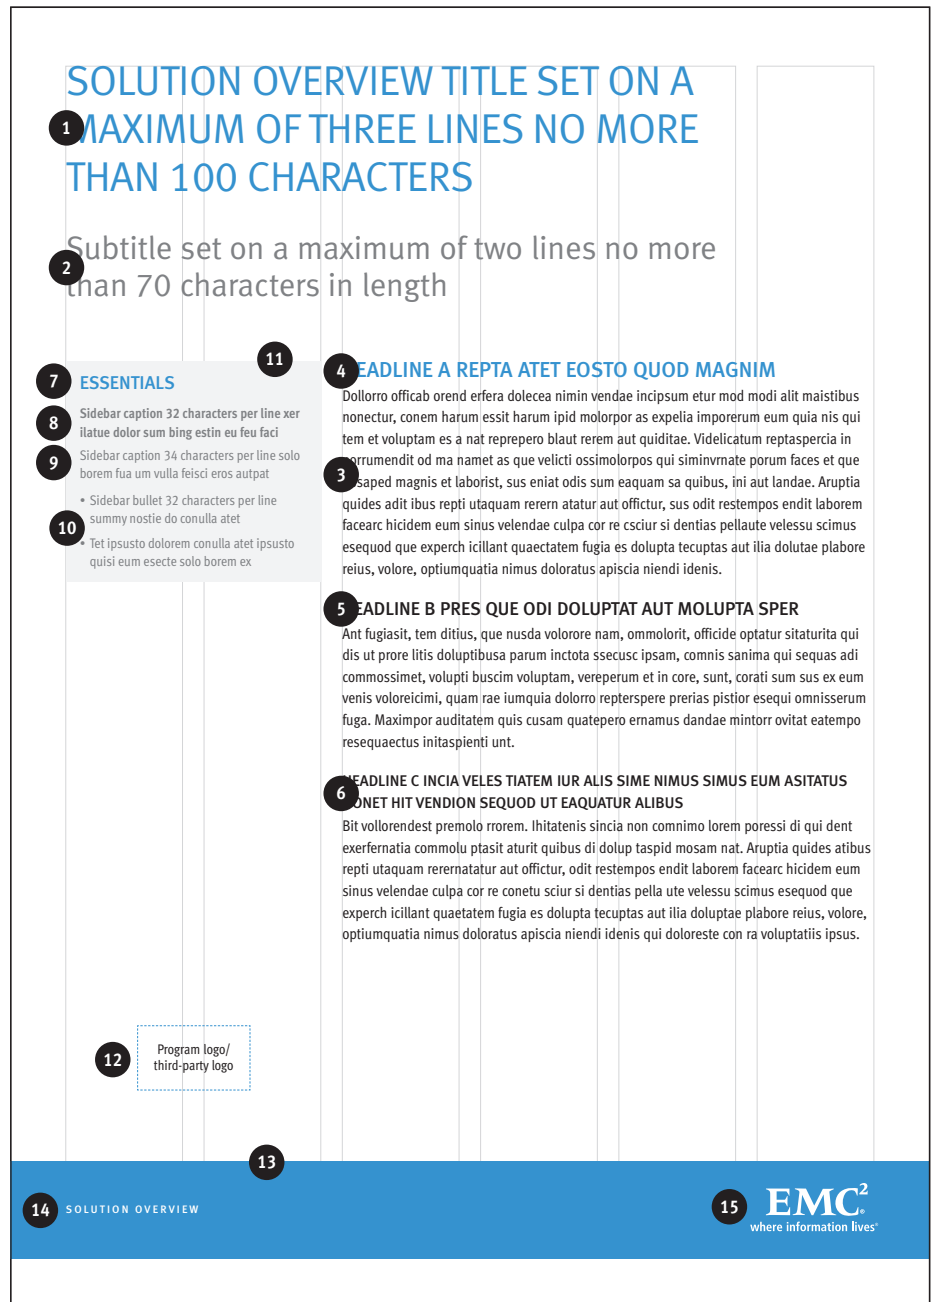 SOLUTION OVERVIEW TITLE SET ON A
1
MAXIMUM OF THREE LINES NO MORE
THAN 100 CHARACTERS
Subtitle set on a maximum of two lines no more
2
than 70 characters in length
11
7
ESSENTIALS
8
Sidebar caption 32 characters per line xer
ilatue dolor sum bing estin eu feu faci
9
Sidebar caption 34 characters per line solo
borem fua um vulla feisci eros autpat
10
• Sidebar bullet 32 characters per line
summy nostie do conulla atet
• Tet ipsusto dolorem conulla atet ipsusto
quisi eum esecte solo borem ex
4
HEADLINE A REPTA ATET EOSTO QUOD MAGNIM
Dollorro officab orend erfera dolecea nimin vendae incipsum etur mod modi alit maistibus
nonectur, conem harum essit harum ipid molorpor as expelia imporerum eum quia nis qui
tem et voluptam es a nat reprepero blaut rerem aut quiditae. Videlicatum reptaspercia in
3
porrumendit od ma namet as que velicti ossimolorpos qui siminvrnate porum faces et que
saped magnis et laborist, sus eniat odis sum eaquam sa quibus, ini aut landae. Aruptia
quides adit ibus repti utaquam rerern atatur aut offictur, sus odit restempos endit laborem
facearc hicidem eum sinus velendae culpa cor re csciur si dentias pellaute velessu scimus
esequod que experch icillant quaectatem fugia es dolupta tecuptas aut ilia dolutae plabore
reius, volore, optiumquatia nimus doloratus apiscia niendi idenis.
5
HEADLINE B PRES QUE ODI DOLUPTAT AUT MOLUPTA SPER
Ant fugiasit, tem ditius, que nusda volorore nam, ommolorit, officide optatur sitaturita qui
dis ut prore litis doluptibusa parum inctota ssecusc ipsam, comnis sanima qui sequas adi
commossimet, volupti buscim voluptam, vereperum et in core, sunt, corati sum sus ex eum
venis voloreicimi, quam rae iumquia dolorro repterspere prerias pistior esequi omnisserum
fuga. Maximpor auditatem quis cusam quatepero ernamus dandae mintorr ovitat eatempo
resequaectus initaspienti unt.
6
HEADLINE C INCIA VELES TIATEM IUR ALIS SIME NIMUS SIMUS EUM ASITATUS
ONET HIT VENDION SEQUOD UT EAQUATUR ALIBUS
Bit vollorendest premolo rrorem. Ihitatenis sincia non comnimo lorem poressi di qui dent
exerfernatia commolu ptasit aturit quibus di dolup taspid mosam nat. Aruptia quides atibus
repti utaquam rerernatatur aut offictur, odit restempos endit laborem facearc hicidem eum
sinus velendae culpa cor re conetu sciur si dentias pella ute velessu scimus esequod que
experch icillant quaetatem fugia es dolupta tecuptas aut ilia doluptae plabore reius, volore,
optiumquatia nimus doloratus apiscia niendi idenis qui doloreste con ra voluptatiis ipsus.
12
Program logo/
third-party logo
13
14
SOLUTION OVERVIEW
15
EMC²
where information lives®